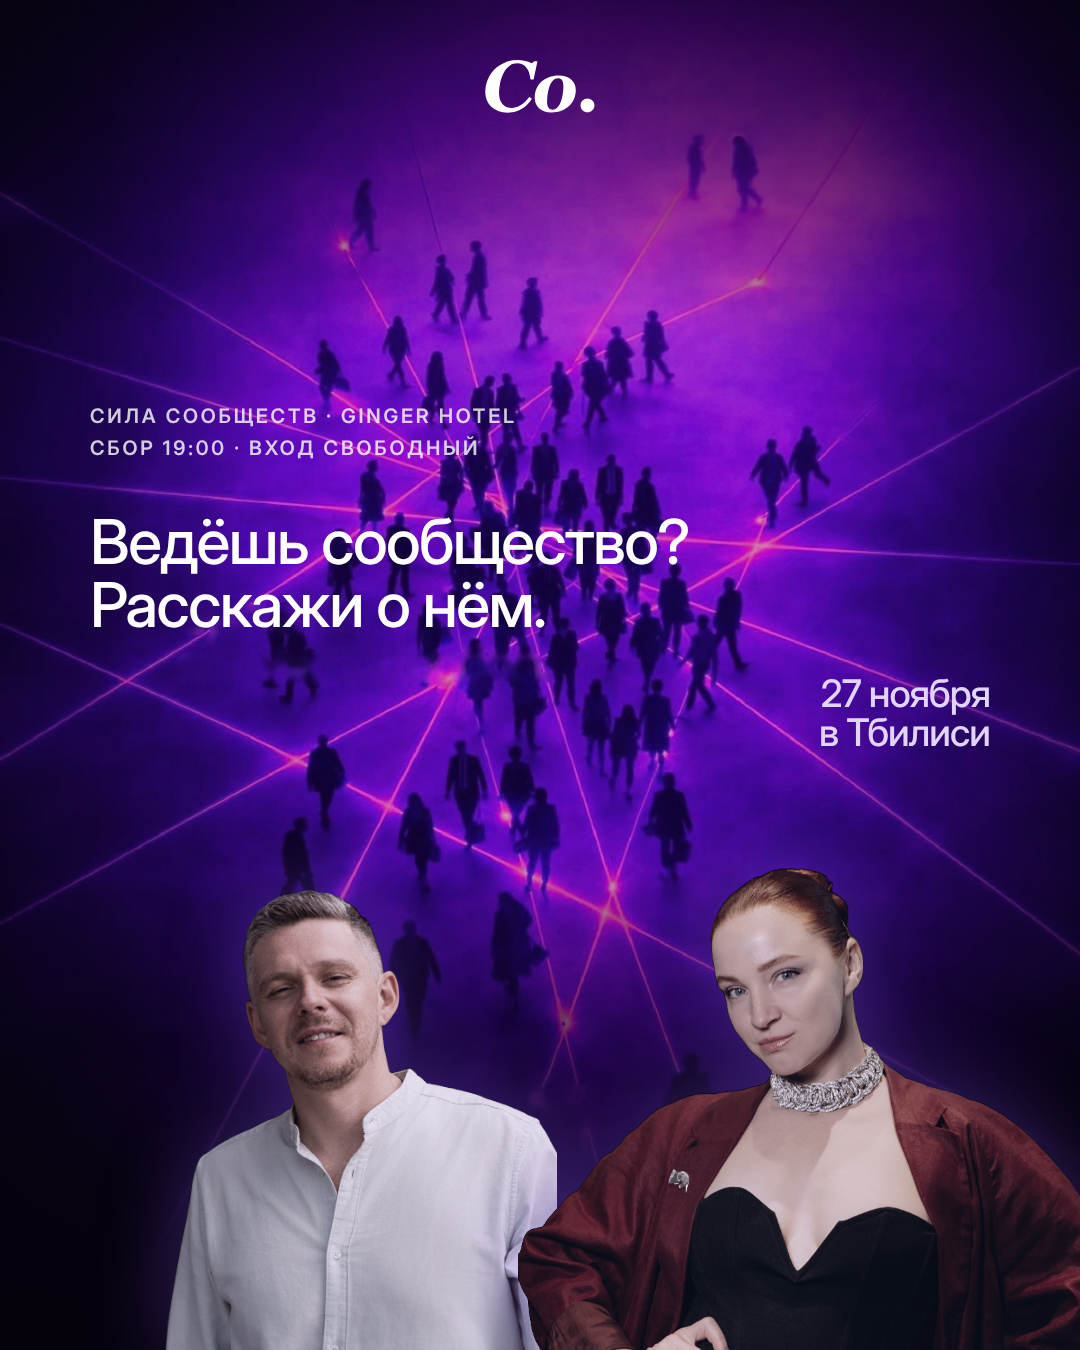 Co.
СИЛА СООБЩЕСТВ · GINGER HOTEL
СБОР 19:00 · ВХОД СВОБОДНЫЙ
Ведёшь сообщество?
Расскажи о нём.
27 ноября
в Тбилиси